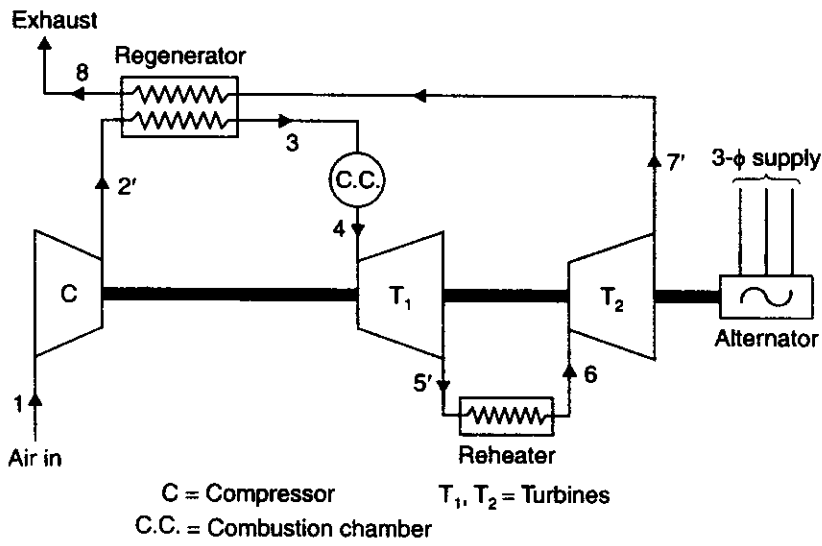 Exhaust
Regenerator
8
3
C.C.
2′
4
7′
3-ϕ supply
C
T₁
T₂
Alternator
5′
6
1
Reheater
Air in
C = Compressor
T₁, T₂ = Turbines
C.C. = Combustion chamber